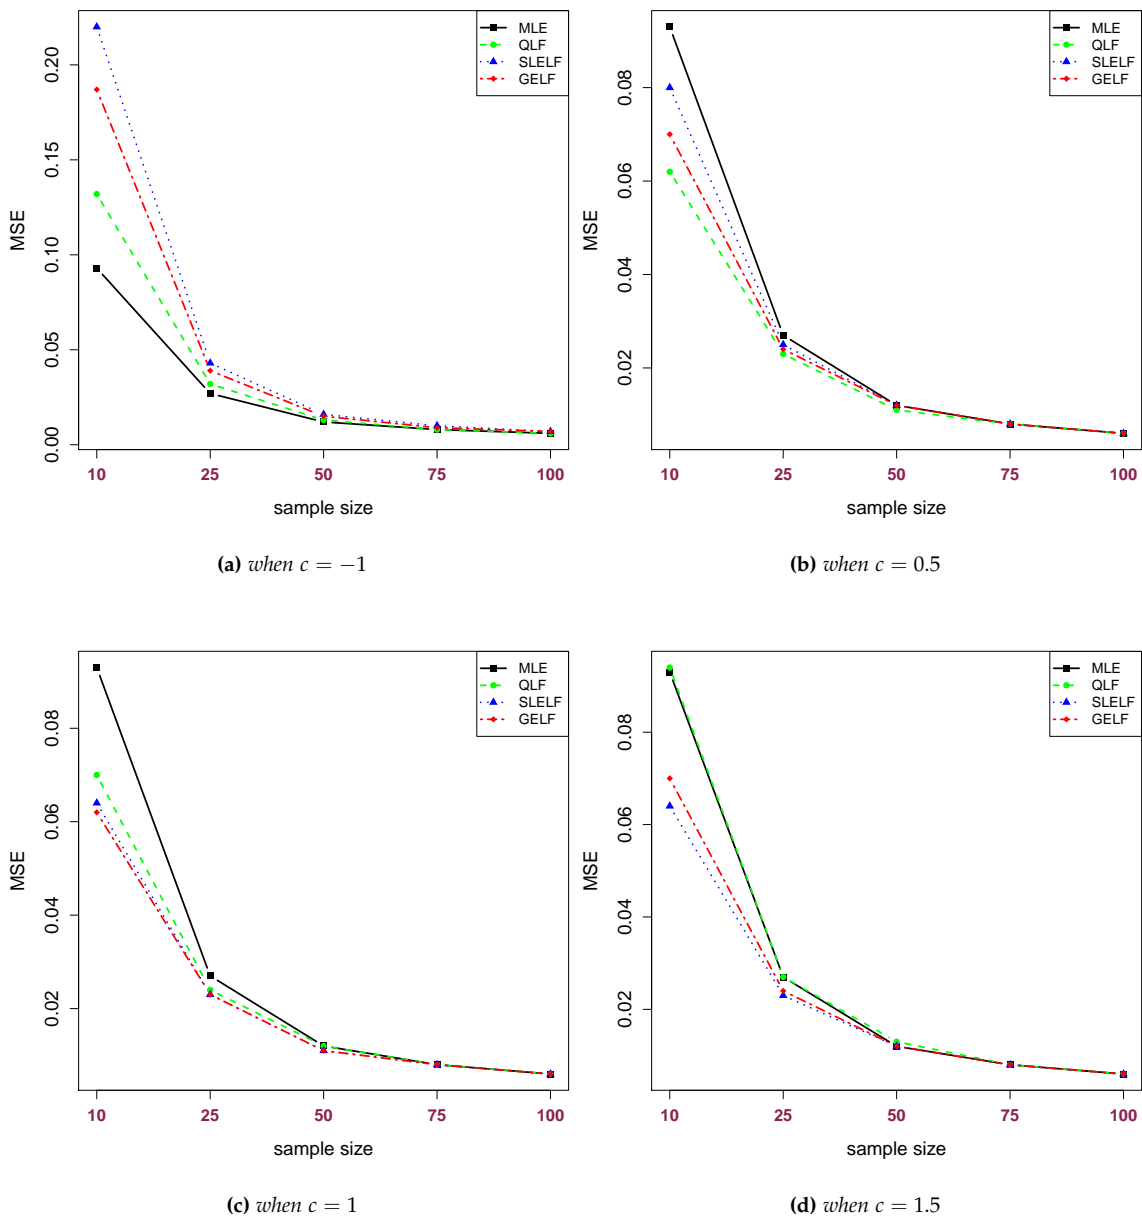 MLE
QLF
SLELF
GELF
0.00 0.05 0.10 0.15 0.20
MSE
10 25 50 75 100
sample size
(a) when c = −1
MLE
QLF
SLELF
GELF
0.02 0.04 0.06 0.08
MSE
10 25 50 75 100
sample size
(b) when c = 0.5
MLE
QLF
SLELF
GELF
0.02 0.04 0.06 0.08
MSE
10 25 50 75 100
sample size
(c) when c = 1
MLE
QLF
SLELF
GELF
0.02 0.04 0.06 0.08
MSE
10 25 50 75 100
sample size
(d) when c = 1.5